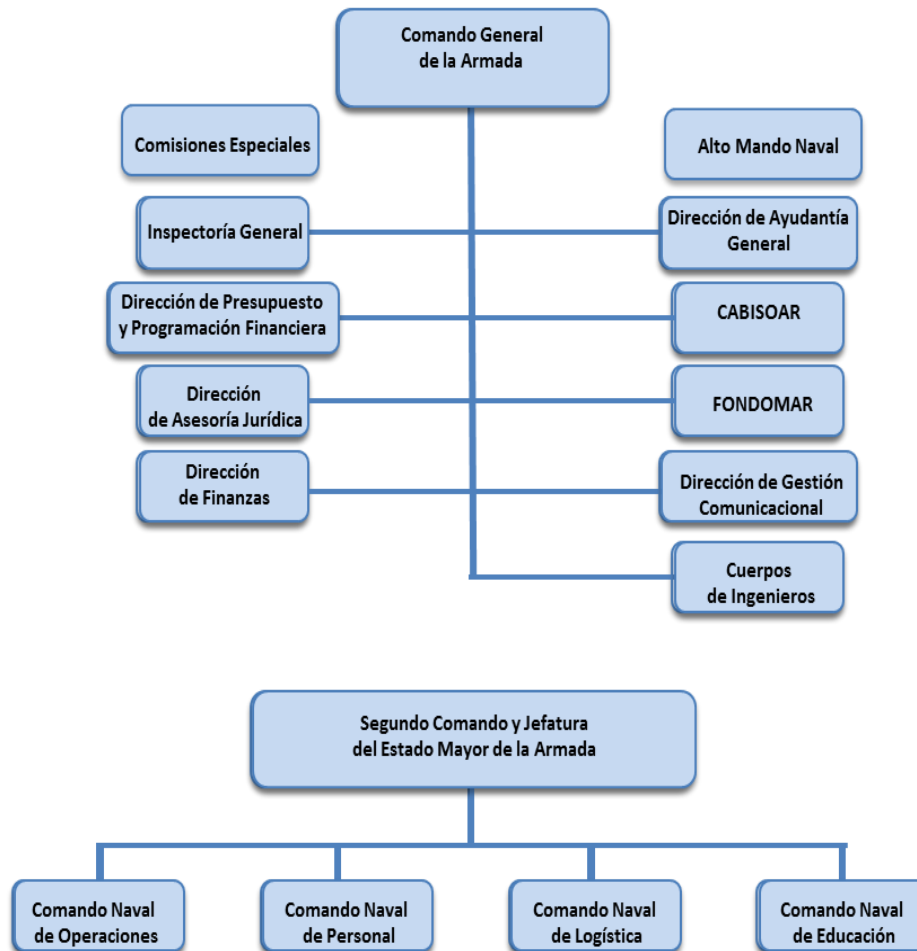 Comando General
de la Armada
Comisiones Especiales
Alto Mando Naval
Inspectoría General
Dirección de Ayudantía
General
Dirección de Presupuesto
y Programación Financiera
CABISOAR
Dirección
de Asesoría Jurídica
FONDOMAR
Dirección
de Finanzas
Dirección de Gestión
Comunicacional
Cuerpos
de Ingenieros
Segundo Comando y Jefatura
del Estado Mayor de la Armada
Comando Naval
de Operaciones
Comando Naval
de Personal
Comando Naval
de Logística
Comando Naval
de Educación